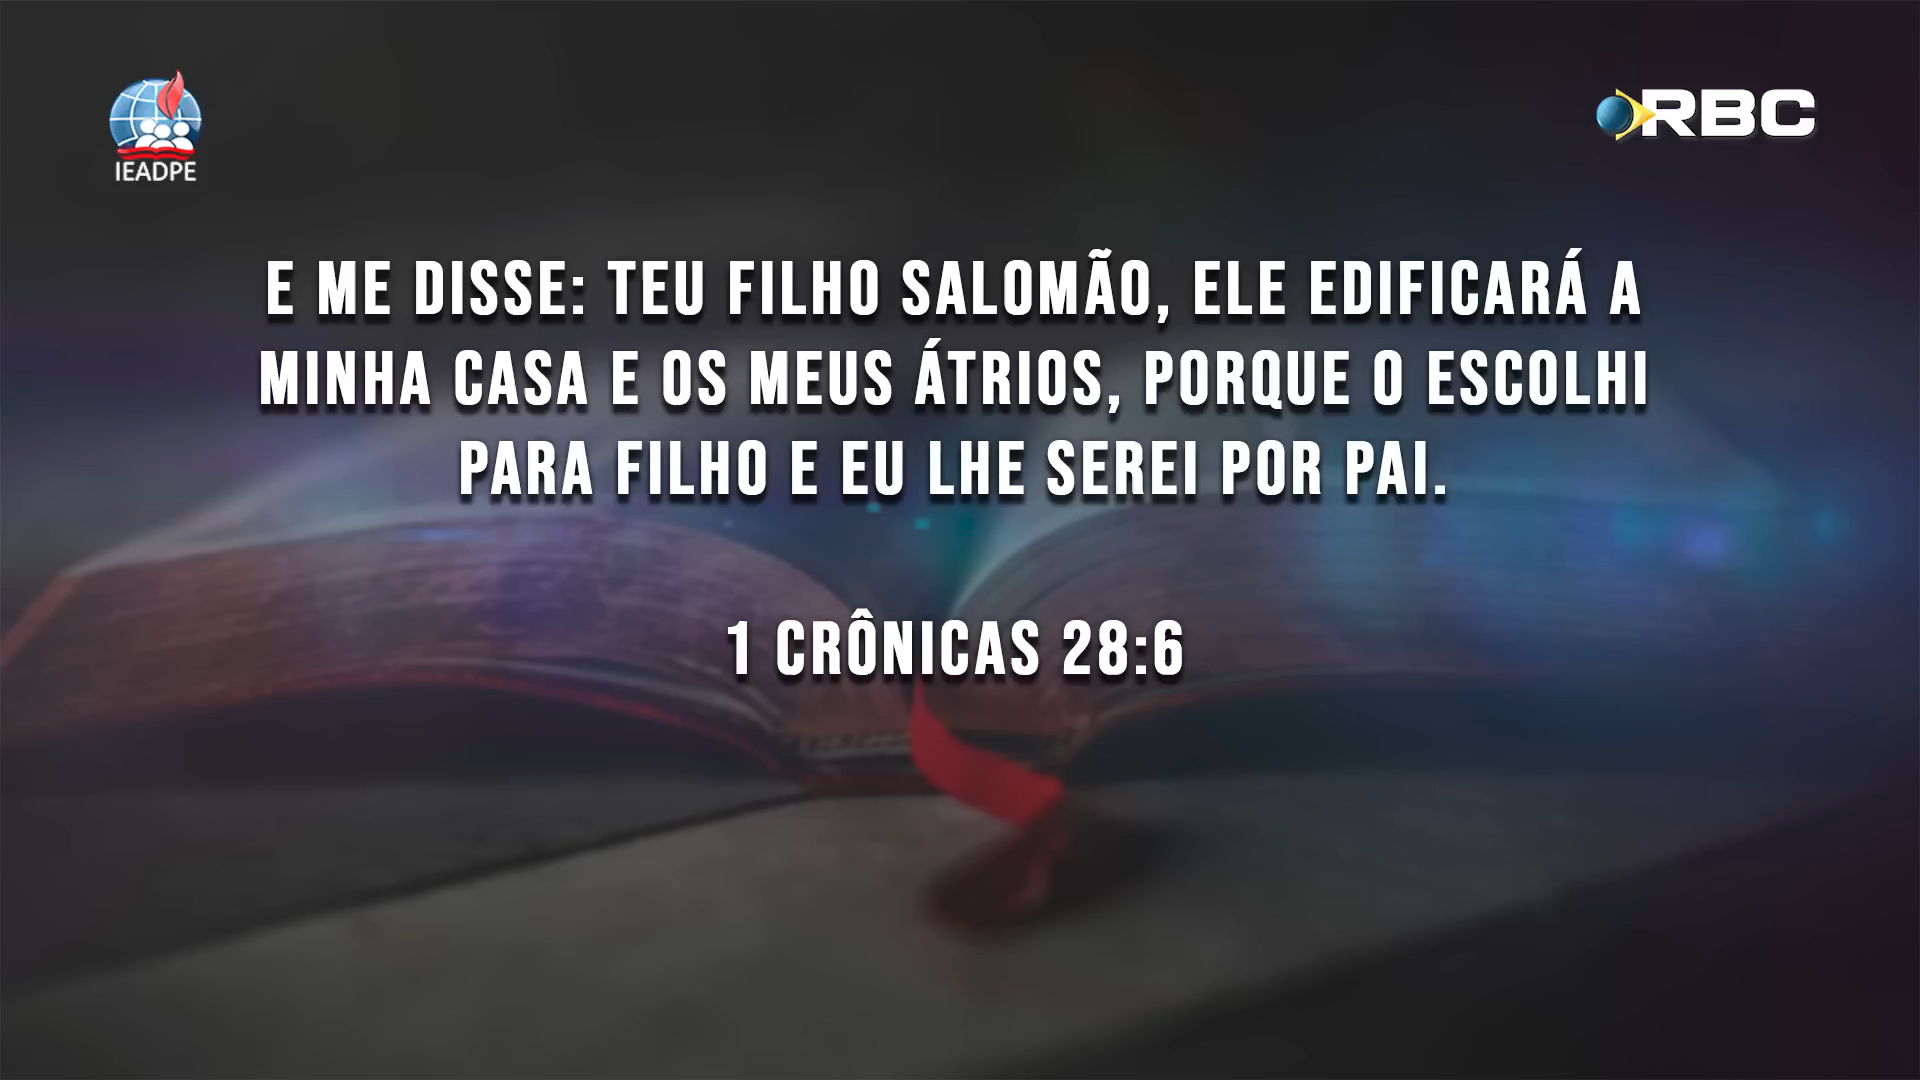 IEADPE
RBC
E ME DISSE: TEU FILHO SALOMÃO, ELE EDIFICARÁ A
MINHA CASA E OS MEUS ÁTRIOS, PORQUE O ESCOLHI
PARA FILHO E EU LHE SEREI POR PAI.
1 CRÔNICAS 28:6